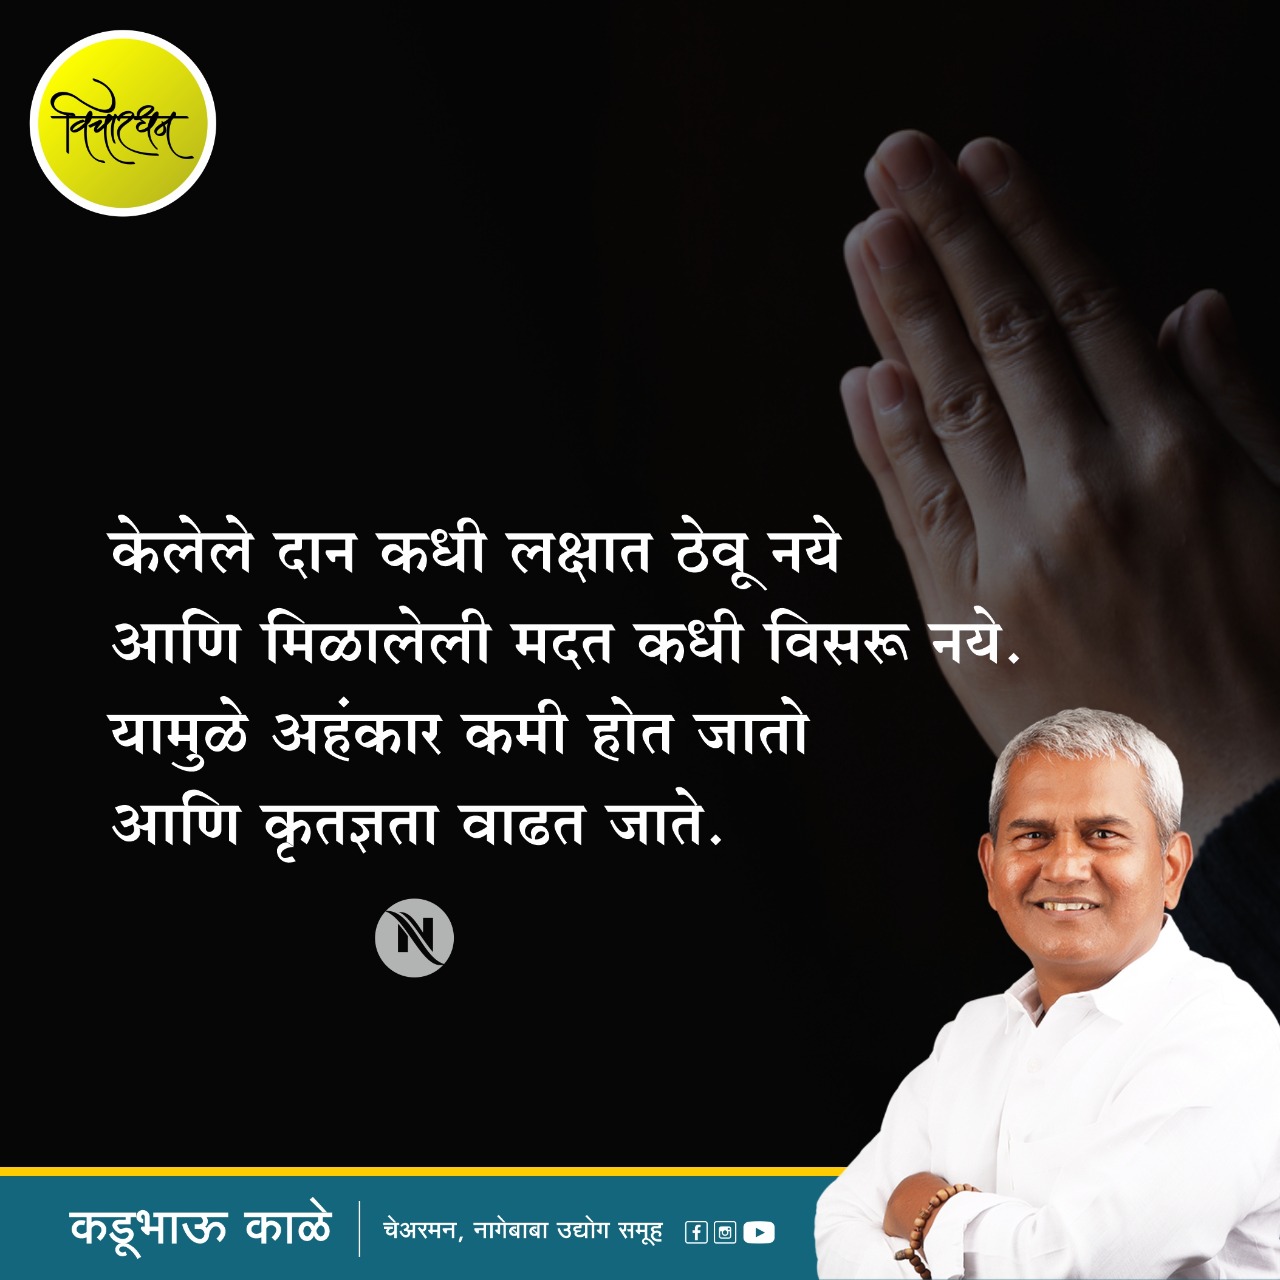 विचारधन
केलेले दान कधी लक्षात ठेवू नये
आणि मिळालेली मदत कधी विसरू नये.
यामुळे अहंकार कमी होत जातो
आणि कृतज्ञता वाढत जाते.
N
कडूभाऊ काळे
चेअरमन, नागेबाबा उद्योग समूह